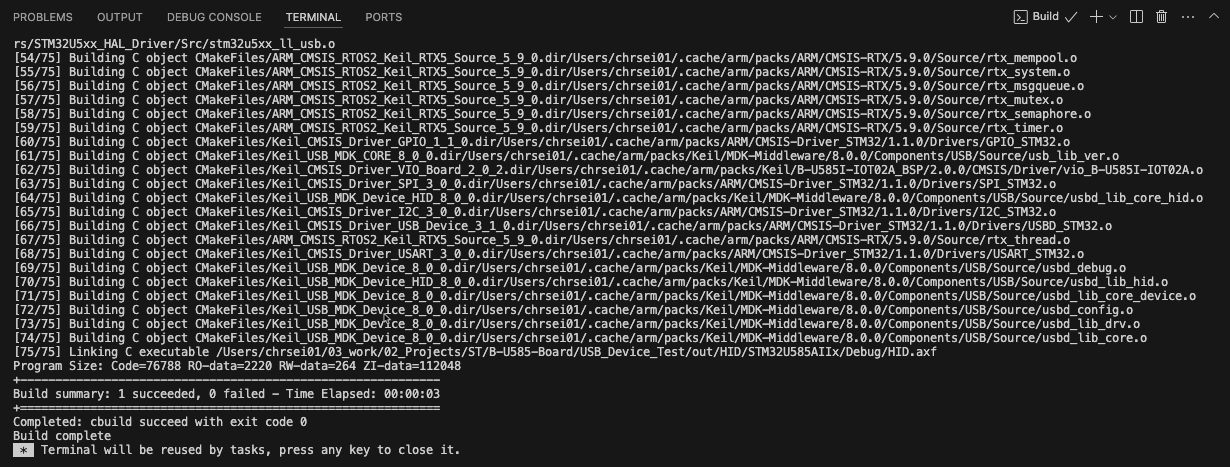 PROBLEMS OUTPUT DEBUG CONSOLE TERMINAL PORTS Build
rs/STM32U5xx_HAL_Driver/Src/stm32u5xx_ll_usb.o
[54/75] Building C object CMakeFiles/ARM_CMSIS_RTOS2_Keil_RTX5_Source_5_9_0.dir/Users/chrsei01/.cache/arm/packs/ARM/CMSIS-RTX/5.9.0/Source/rtx_mempool.o
[55/75] Building C object CMakeFiles/ARM_CMSIS_RTOS2_Keil_RTX5_Source_5_9_0.dir/Users/chrsei01/.cache/arm/packs/ARM/CMSIS-RTX/5.9.0/Source/rtx_system.o
[56/75] Building C object CMakeFiles/ARM_CMSIS_RTOS2_Keil_RTX5_Source_5_9_0.dir/Users/chrsei01/.cache/arm/packs/ARM/CMSIS-RTX/5.9.0/Source/rtx_msgqueue.o
[57/75] Building C object CMakeFiles/ARM_CMSIS_RTOS2_Keil_RTX5_Source_5_9_0.dir/Users/chrsei01/.cache/arm/packs/ARM/CMSIS-RTX/5.9.0/Source/rtx_mutex.o
[58/75] Building C object CMakeFiles/ARM_CMSIS_RTOS2_Keil_RTX5_Source_5_9_0.dir/Users/chrsei01/.cache/arm/packs/ARM/CMSIS-RTX/5.9.0/Source/rtx_semaphore.o
[59/75] Building C object CMakeFiles/ARM_CMSIS_RTOS2_Keil_RTX5_Source_5_9_0.dir/Users/chrsei01/.cache/arm/packs/ARM/CMSIS-RTX/5.9.0/Source/rtx_timer.o
[60/75] Building C object CMakeFiles/Keil_CMSIS_Driver_GPIO_1_1_0.dir/Users/chrsei01/.cache/arm/packs/ARM/CMSIS-Driver_STM32/1.1.0/Drivers/GPIO_STM32.o
[61/75] Building C object CMakeFiles/Keil_USB_MDK_CORE_8_0_0.dir/Users/chrsei01/.cache/arm/packs/Keil/MDK-Middleware/8.0.0/Components/USB/Source/usb_lib_ver.o
[62/75] Building C object CMakeFiles/Keil_CMSIS_Driver_VIO_Board_2_0_2.dir/Users/chrsei01/.cache/arm/packs/Keil/B-U585I-IOT02A_BSP/2.0.0/CMSIS/Driver/vio_B-U585I-IOT02A.o
[63/75] Building C object CMakeFiles/Keil_CMSIS_Driver_SPI_3_0_0.dir/Users/chrsei01/.cache/arm/packs/ARM/CMSIS-Driver_STM32/1.1.0/Drivers/SPI_STM32.o
[64/75] Building C object CMakeFiles/Keil_USB_MDK_Device_HID_8_0_0.dir/Users/chrsei01/.cache/arm/packs/Keil/MDK-Middleware/8.0.0/Components/USB/Source/usbd_lib_core_hid.o
[65/75] Building C object CMakeFiles/Keil_CMSIS_Driver_I2C_3_0_0.dir/Users/chrsei01/.cache/arm/packs/ARM/CMSIS-Driver_STM32/1.1.0/Drivers/I2C_STM32.o
[66/75] Building C object CMakeFiles/Keil_CMSIS_Driver_USB_Device_3_1_0.dir/Users/chrsei01/.cache/arm/packs/ARM/CMSIS-Driver_STM32/1.1.0/Drivers/USBD_STM32.o
[67/75] Building C object CMakeFiles/ARM_CMSIS_RTOS2_Keil_RTX5_Source_5_9_0.dir/Users/chrsei01/.cache/arm/packs/ARM/CMSIS-RTX/5.9.0/Source/rtx_thread.o
[68/75] Building C object CMakeFiles/Keil_CMSIS_Driver_USART_3_0_0.dir/Users/chrsei01/.cache/arm/packs/ARM/CMSIS-Driver_STM32/1.1.0/Drivers/USART_STM32.o
[69/75] Building C object CMakeFiles/Keil_USB_MDK_Device_8_0_0.dir/Users/chrsei01/.cache/arm/packs/Keil/MDK-Middleware/8.0.0/Components/USB/Source/usbd_debug.o
[70/75] Building C object CMakeFiles/Keil_USB_MDK_Device_HID_8_0_0.dir/Users/chrsei01/.cache/arm/packs/Keil/MDK-Middleware/8.0.0/Components/USB/Source/usbd_lib_hid.o
[71/75] Building C object CMakeFiles/Keil_USB_MDK_Device_8_0_0.dir/Users/chrsei01/.cache/arm/packs/Keil/MDK-Middleware/8.0.0/Components/USB/Source/usbd_lib_core_device.o
[72/75] Building C object CMakeFiles/Keil_USB_MDK_Device_8_0_0.dir/Users/chrsei01/.cache/arm/packs/Keil/MDK-Middleware/8.0.0/Components/USB/Source/usbd_config.o
[73/75] Building C object CMakeFiles/Keil_USB_MDK_Device_8_0_0.dir/Users/chrsei01/.cache/arm/packs/Keil/MDK-Middleware/8.0.0/Components/USB/Source/usbd_lib_drv.o
[74/75] Building C object CMakeFiles/Keil_USB_MDK_Device_8_0_0.dir/Users/chrsei01/.cache/arm/packs/Keil/MDK-Middleware/8.0.0/Components/USB/Source/usbd_lib_core.o
[75/75] Linking C executable /Users/chrsei01/03_work/02_Projects/ST/B-U585-Board/USB_Device_Test/out/HID/STM32U585AIIx/Debug/HID.axf
Program Size: Code=76788 RO-data=2220 RW-data=264 ZI-data=112048
+============================================================
Build summary: 1 succeeded, 0 failed - Time Elapsed: 00:00:03
+============================================================
Completed: cbuild succeed with exit code 0
Build complete
* Terminal will be reused by tasks, press any key to close it.